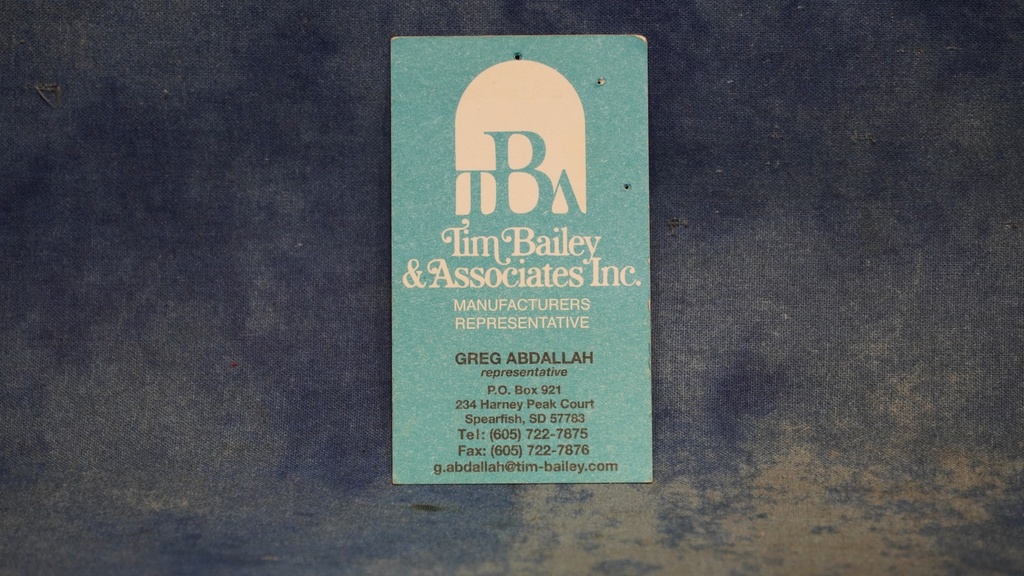 TBA
Tim Bailey
& Associates Inc.
MANUFACTURERS
REPRESENTATIVE
GREG ABDALLAH
representative
P.O. Box 921
234 Harney Peak Court
Spearfish, SD 57783
Tel: (605) 722-7875
Fax: (605) 722-7876
g.abdallah@tim-bailey.com